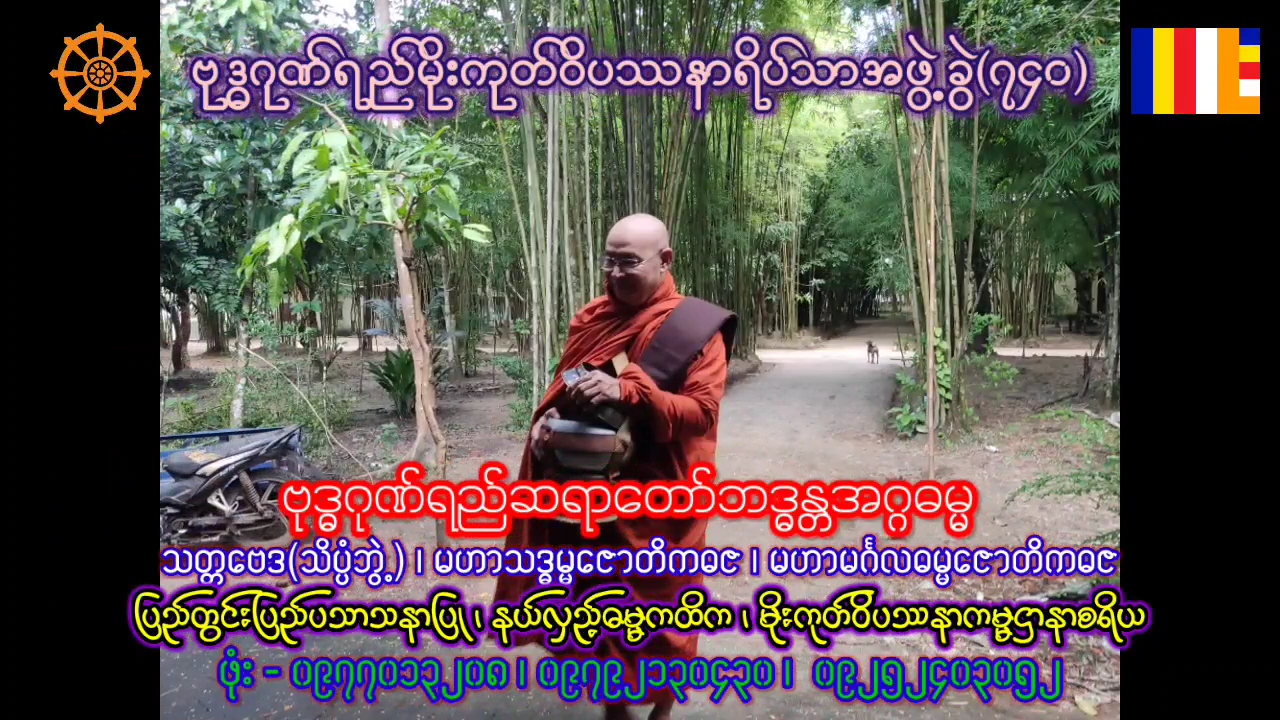 ဗုဒ္ဓဂုဏ်ရည်မိုးကုတ်ဝိပဿနာရိပ်သာအဖွဲ့ခွဲ(၇၄၀)
ဗုဒ္ဓဂုဏ်ရည်ဆရာတော်ဘဒ္ဒန္တအဂ္ဂဓမ္မ
သတ္တဗေဒ(သိပ္ပံဘွဲ့) ၊ မဟာသဒ္ဓမ္မဇောတိကဓဇ ၊ မဟာမင်္ဂလဓမ္မဇောတိကဓဇ
ပြည်တွင်းပြည်ပသာသနာပြု ၊ နယ်လှည့်ဓမ္မကထိက ၊ မိုးကုတ်ဝိပဿနာကမ္မဋ္ဌာနာစရိယ
ဖုံး - ၀၉၇၇၀၁၃၂၀၈ ၊ ၀၉၇၉၂၁၃၀၄၃၀ ၊ ၀၉၂၅၂၄၀၃၀၅၂